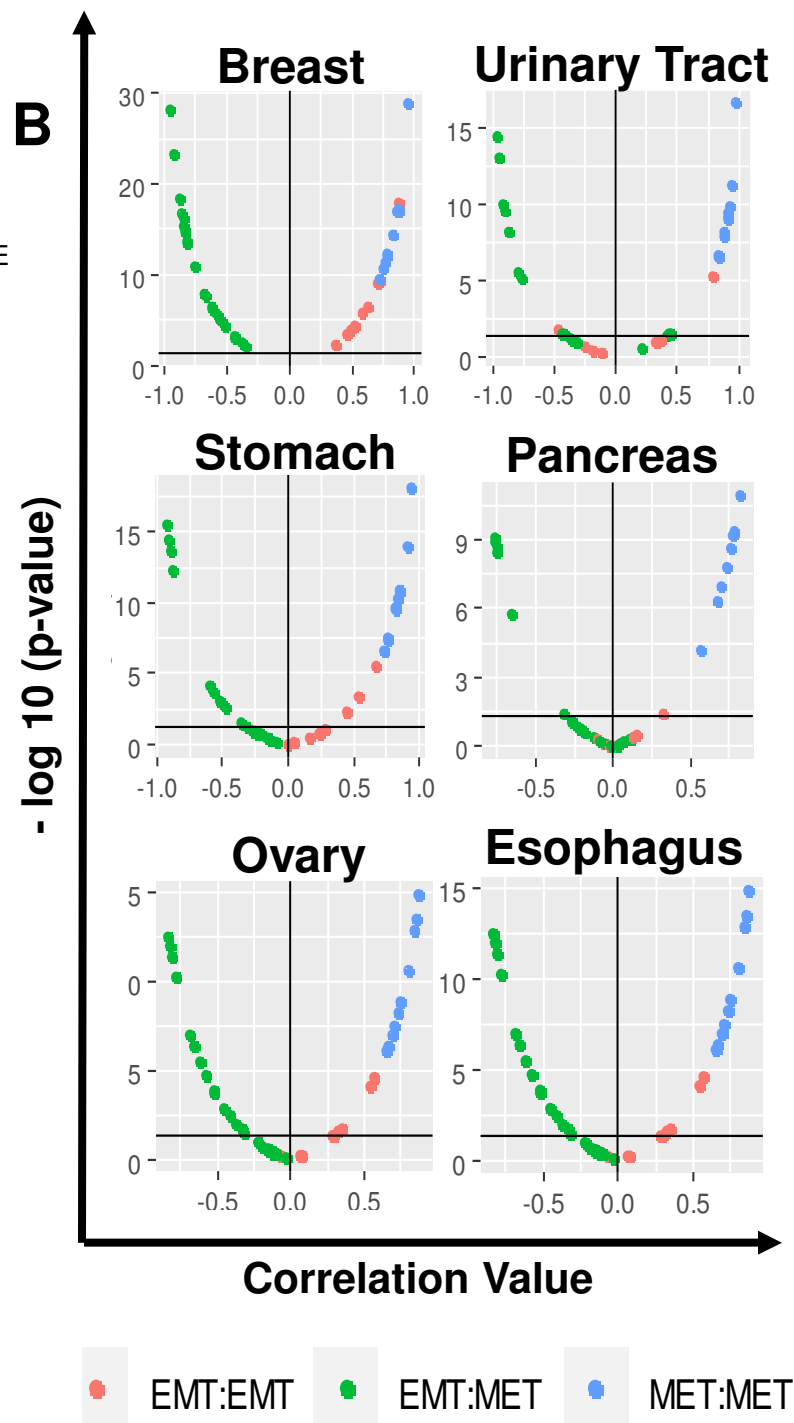 B
E
Breast
30
20
10
0
-1.0 -0.5 0.0 0.5 1.0
Urinary Tract
15
10
5
0
-1.0 -0.5 0.0 0.5 1.0
Stomach
15
10
5
0
-1.0 -0.5 0.0 0.5 1.0
Pancreas
9
6
3
0
-0.5 0.0 0.5
Ovary
5
0
5
0
-0.5 0.0 0.5
Esophagus
15
10
5
0
-0.5 0.0 0.5
- log 10 (p-value)
Correlation Value
EMT:EMT EMT:MET MET:MET